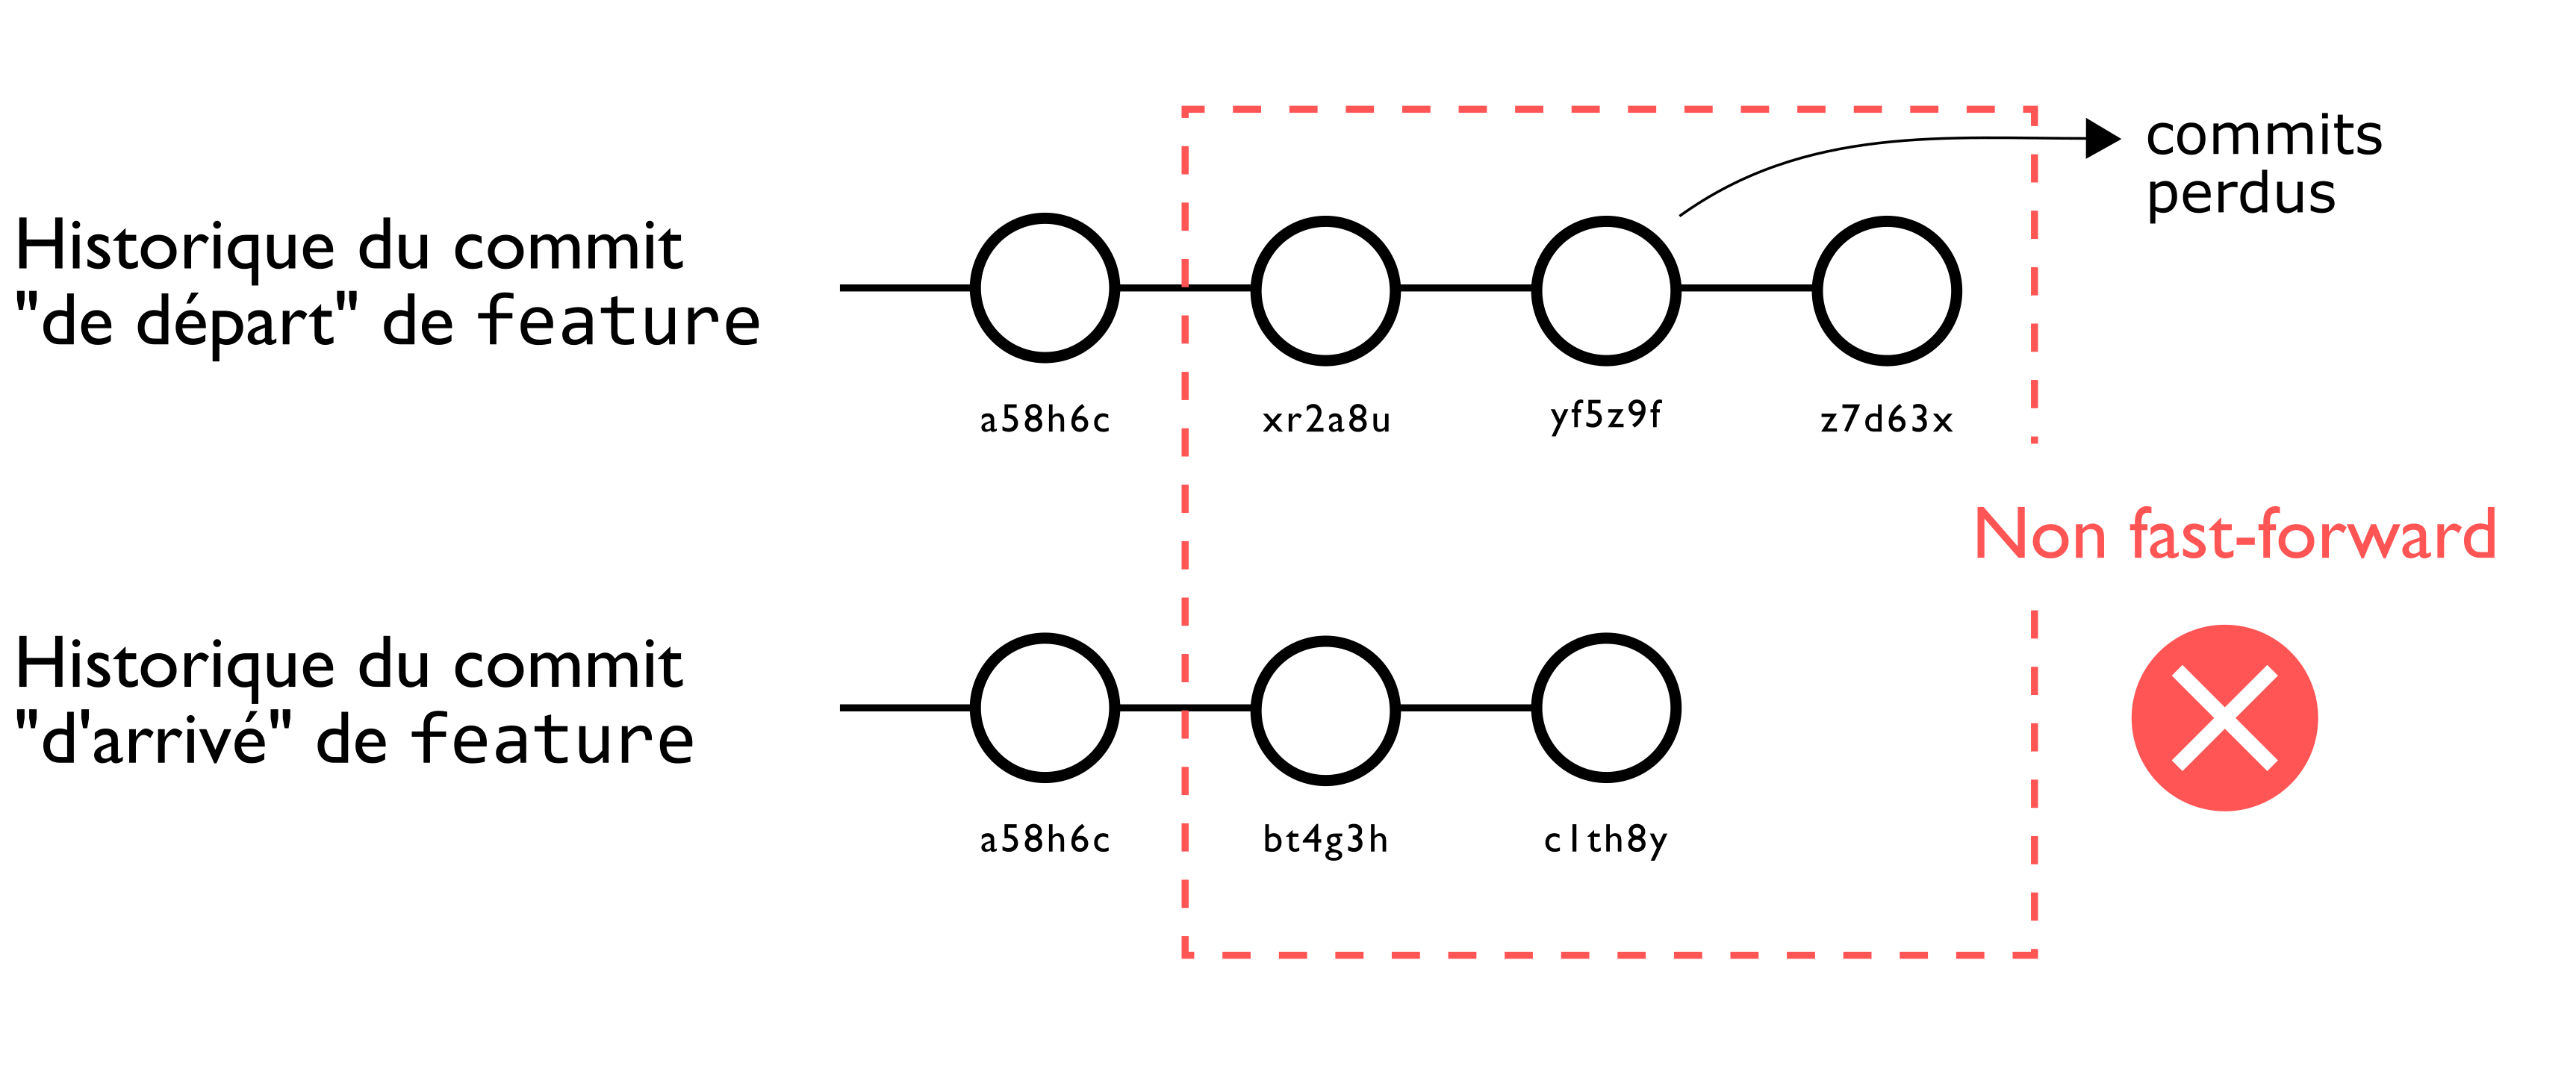 commits
perdus
Historique du commit
"de départ" de feature
a58h6c xr2a8u yf5z9f z7d63x
Non fast-forward
Historique du commit
"d'arrivé" de feature
a58h6c bt4g3h c1th8y